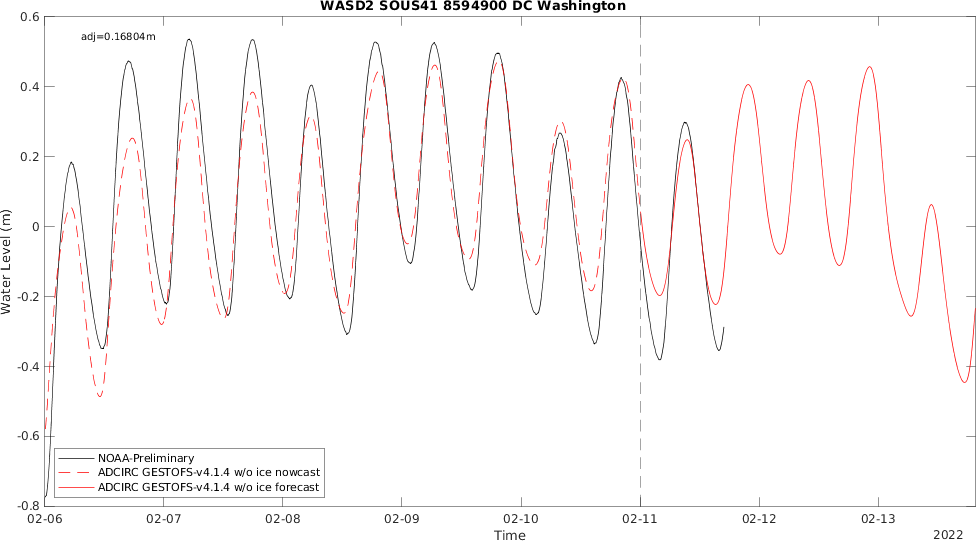 WASD2 SOUS41 8594900 DC Washington
adj=0.16804m
0.6
0.4
0.2
0
-0.2
-0.4
-0.6
-0.8
Water Level (m)
NOAA-Preliminary
ADCIRC GESTOFS-v4.1.4 w/o ice nowcast
ADCIRC GESTOFS-v4.1.4 w/o ice forecast
02-06 02-07 02-08 02-09 02-10 02-11 02-12 02-13
Time
2022